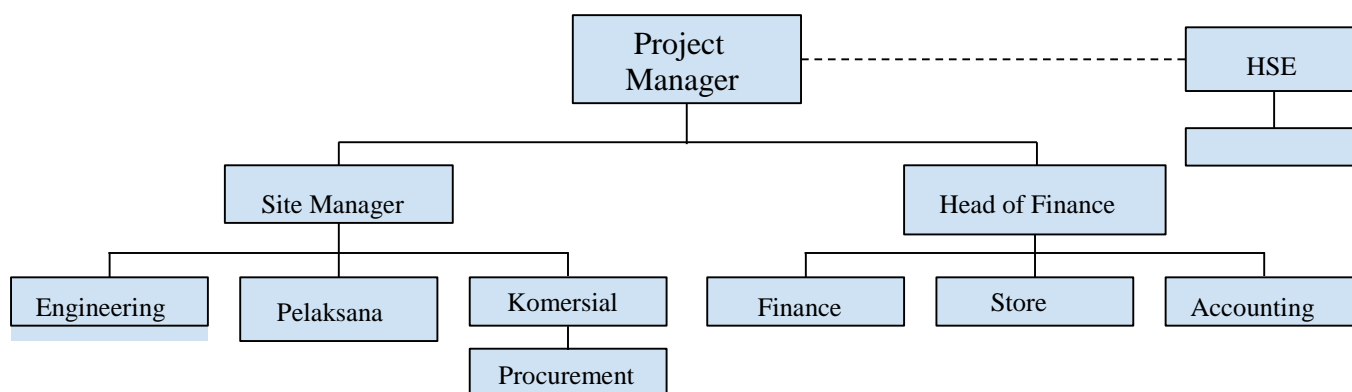 Project
Manager
HSE
Site Manager
Head of Finance
Engineering
Pelaksana
Komersial
Finance
Store
Accounting
Procurement